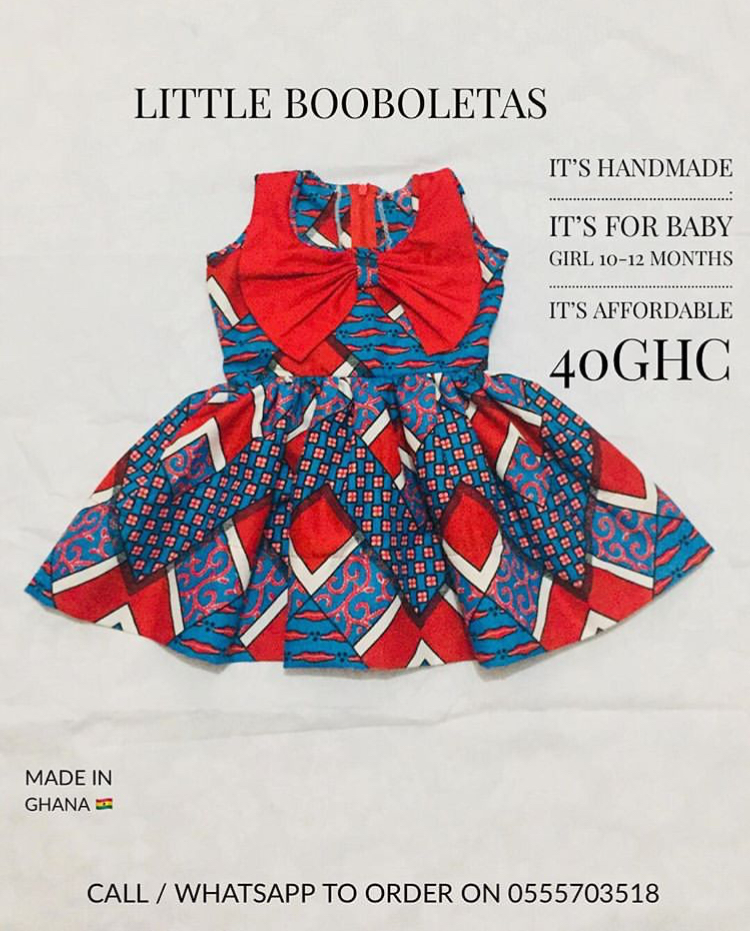 LITTLE BOOBOLETAS
IT’S HANDMADE
........................................:
IT’S FOR BABY
GIRL 10-12 MONTHS
........................................
IT’S AFFORDABLE
40GHC
MADE IN
GHANA 🇬🇭
CALL / WHATSAPP TO ORDER ON 0555703518